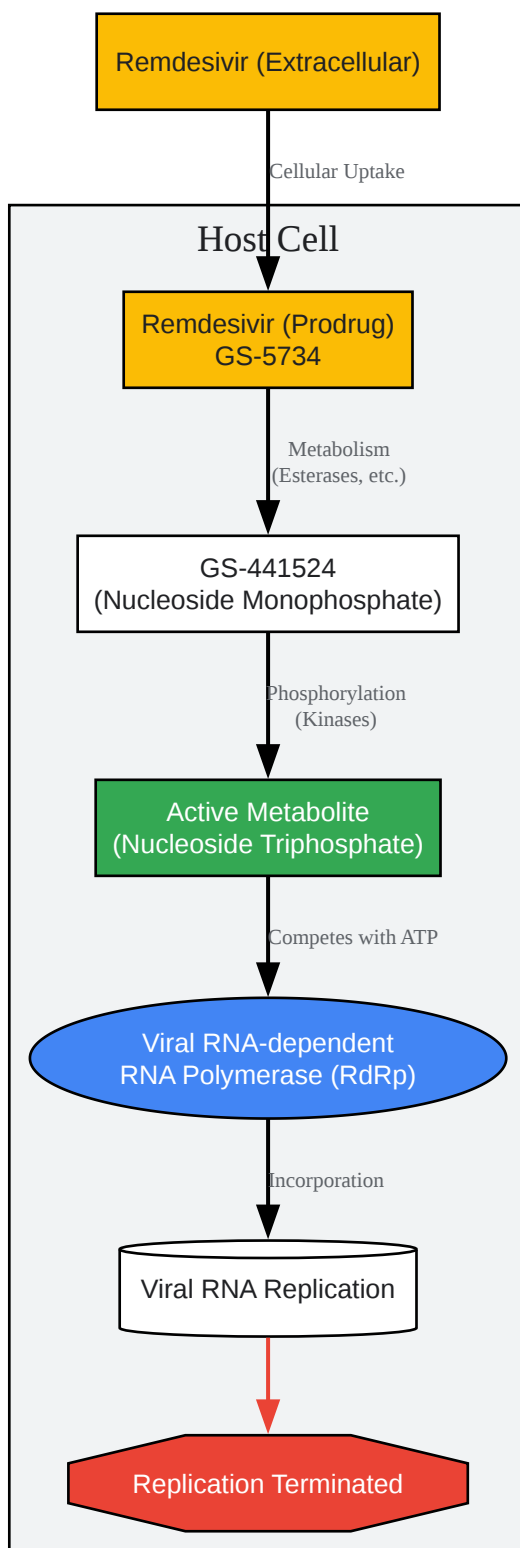 Remdesivir (Extracellular)
Cellular Uptake
Host Cell
Remdesivir (Prodrug)
GS-5734
Metabolism
(Esterases, etc.)
GS-441524
(Nucleoside Monophosphate)
Phosphorylation
(Kinases)
Active Metabolite
(Nucleoside Triphosphate)
Competes with ATP
Viral RNA-dependent
RNA Polymerase (RdRp)
Incorporation
Viral RNA Replication
Replication Terminated